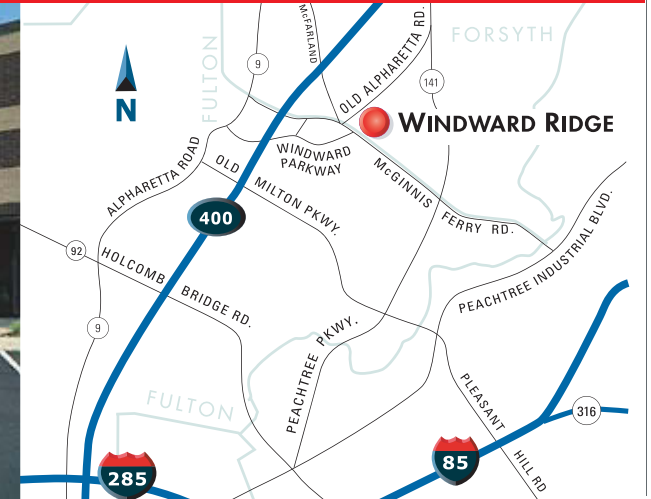 McFARLAND
OLD ALPHARETTA RD.
FORSYTH
FULTON
9
141
N
WINDWARD RIDGE
WINDWARD
PARKWAY
McGINNIS FERRY RD.
ALPHARETTA ROAD
OLD MILTON PKWY.
400
92
HOLCOMB BRIDGE RD.
PEACHTREE INDUSTRIAL BLVD.
9
PEACHTREE PKWY.
FULTON
PLEASANT HILL RD
316
285
85